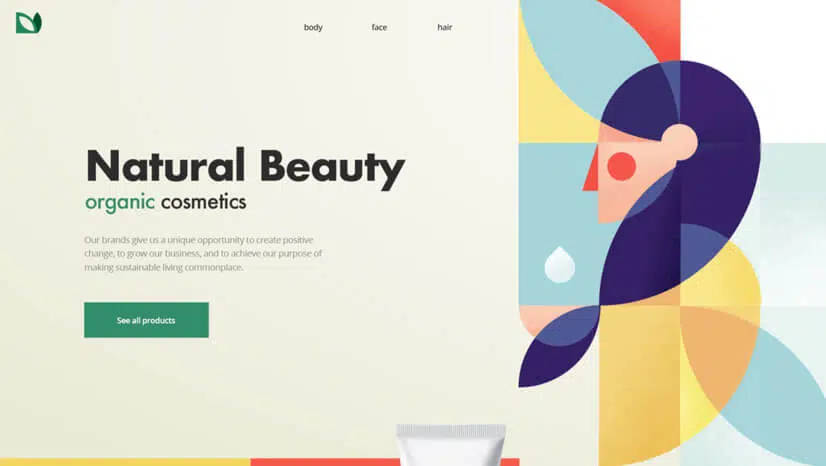 body face hair
Natural Beauty
organic cosmetics
Our brands give us a unique opportunity to create positive
change, to grow our business, and to achieve our purpose of
making sustainable living commonplace.
See all products